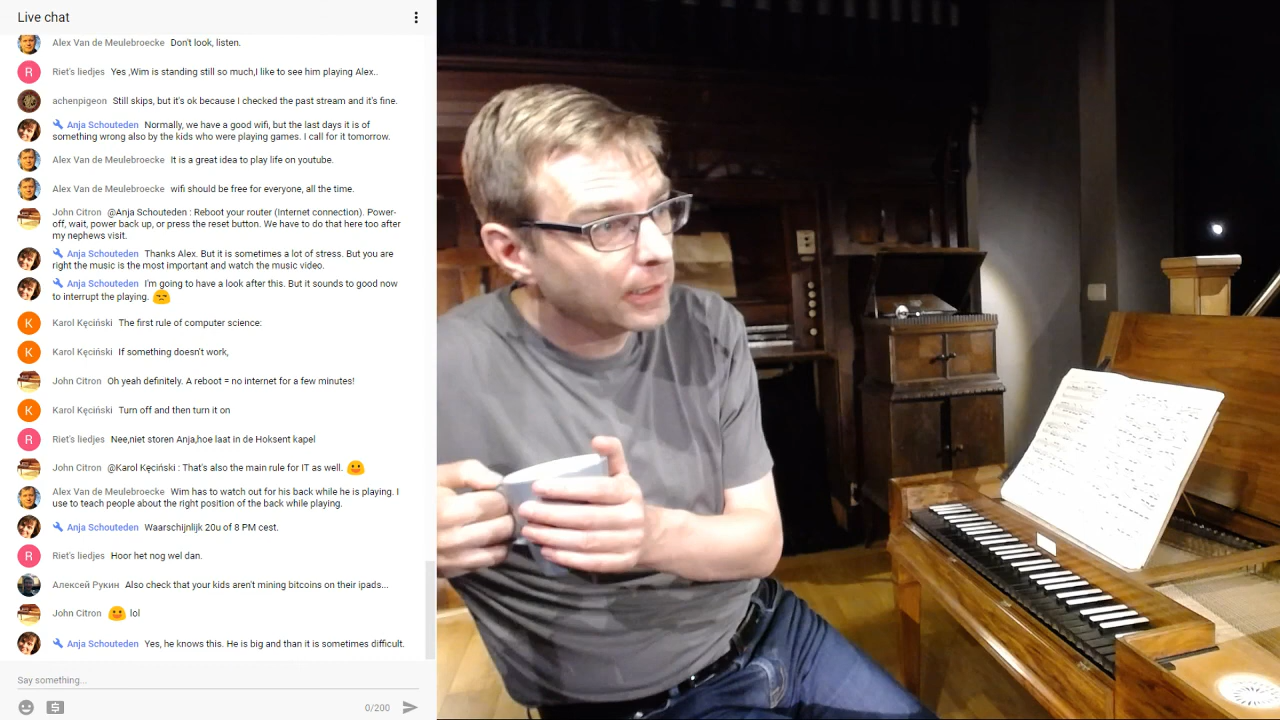 Live chat
Alex Van de Meulebroecke Don't look, listen.
Riet's liedjes Yes ,Wim is standing still so much,I like to see him playing Alex..
achenpigeon Still skips, but it's ok because I checked the past stream and it's fine.
Anja Schouteden Normally, we have a good wifi, but the last days it is of
something wrong also by the kids who were playing games. I call for it tomorrow.
Alex Van de Meulebroecke It is a great idea to play life on youtube.
Alex Van de Meulebroecke wifi should be free for everyone, all the time.
John Citron @Anja Schouteden : Reboot your router (Internet connection). Power-
off, wait, power back up, or press the reset button. We have to do that here too after
my nephews visit.
Anja Schouteden Thanks Alex. But it is sometimes a lot of stress. But you are
right the music is the most important and watch the music video.
Anja Schouteden I'm going to have a look after this. But it sounds to good now
to interrupt the playing.
Karol Kęciński The first rule of computer science:
Karol Kęciński If something doesn't work,
John Citron Oh yeah definitely. A reboot = no internet for a few minutes!
Karol Kęciński Turn off and then turn it on
Riet's liedjes Nee,niet storen Anja,hoe laat in de Hoksent kapel
John Citron @Karol Kęciński : That's also the main rule for IT as well.
Alex Van de Meulebroecke Wim has to watch out for his back while he is playing. I
use to teach people about the right position of the back while playing.
Anja Schouteden Waarschijnlijk 20u of 8 PM cest.
Riet's liedjes Hoor het nog wel dan.
Алексей Рукин Also check that your kids aren't mining bitcoins on their ipads...
John Citron lol
Anja Schouteden Yes, he knows this. He is big and than it is sometimes difficult.
Say something...
0/200